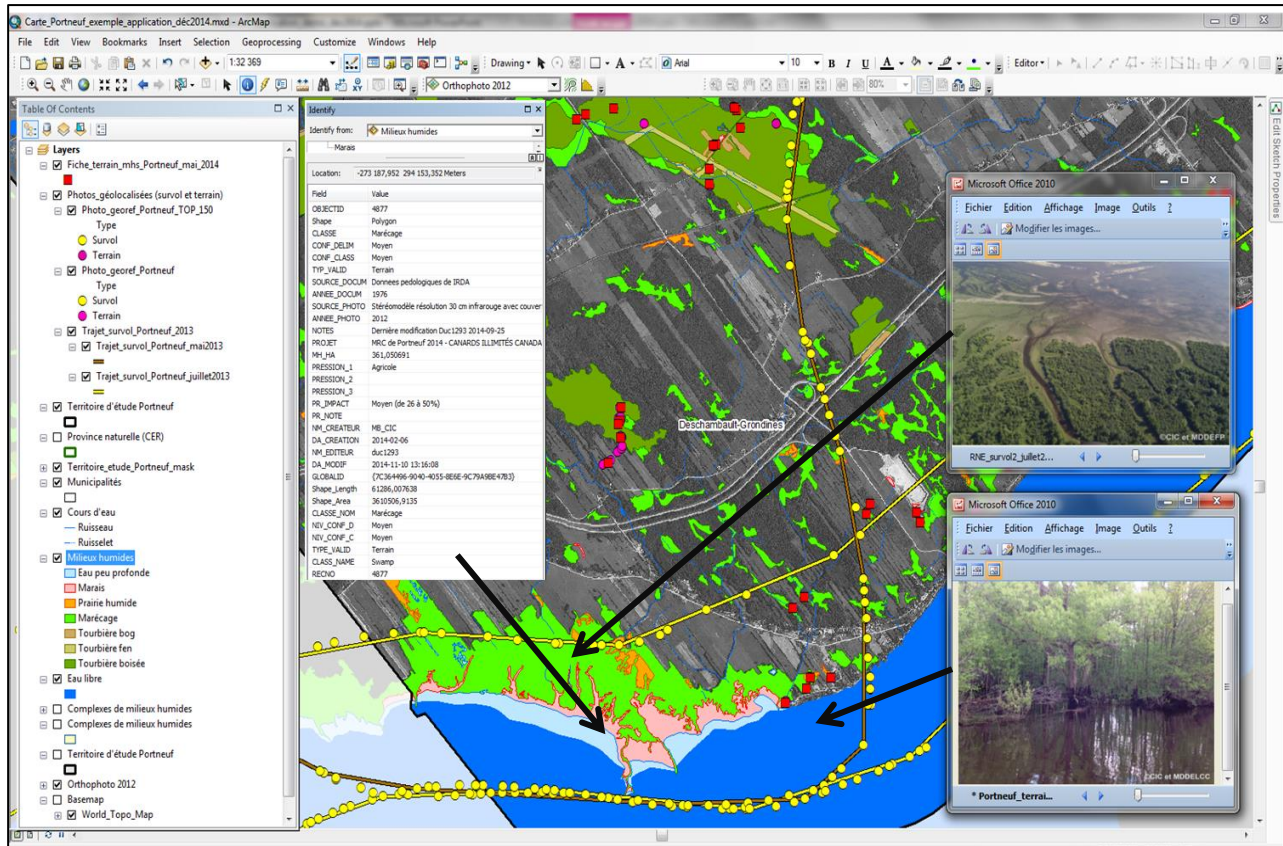 Carte_Portneuf_exemple_application_déc2014.mxd - ArcMap
File Edit View Bookmarks Insert Selection Geoprocessing Customize Windows Help
1:32 369
Drawing
Arial
10
B I U A
Editor
Orthophoto 2012
80%
Table Of Contents
Layers
Fiche_terrain_mhs_Portneuf_mai_2014
Photos_géolocalisées (survol et terrain)
Photo_georef_Portneuf_TOP_150
Type
Survol
Terrain
Photo_georef_Portneuf
Type
Survol
Terrain
Trajet_survol_Portneuf_2013
Trajet_survol_Portneuf_mai2013
Trajet_survol_Portneuf_juillet2013
Territoire d'étude Portneuf
Province naturelle (CER)
Territoire_etude_Portneuf_mask
Municipalités
Cours d'eau
Ruisseau
Ruisselet
Milieux humides
Eau peu profonde
Marais
Prairie humide
Marécage
Tourbière bog
Tourbière fen
Tourbière boisée
Eau libre
Complexes de milieux humides
Complexes de milieux humides
Territoire d'étude Portneuf
Orthophoto 2012
Basemap
World_Topo_Map
Identify
Identify from: Milieux humides
Marais
Location: -273 187,952 294 153,352 Meters
Field Value
OBJECTID 4877
Shape Polygon
CLASSE Marécage
CONF_DELIM Moyen
CONF_CLASS Moyen
TYP_VALID Terrain
SOURCE_DOCUM Donnees pedologiques de IRDA
ANNEE_DOCUM 1976
SOURCE_PHOTO Stéréomodèle résolution 30 cm infrarouge avec couver
ANNEE_PHOTO 2012
NOTES Dernière modification Duc1293 2014-09-25
PROJET MRC de Portneuf 2014 - CANARDS ILLIMITÉS CANADA
MH_HA 361,050691
PRESSION_1 Agricole
PRESSION_2
PRESSION_3
PR_IMPACT Moyen (de 26 à 50%)
PR_NOTE
NM_CREATEUR MB_CIC
DA_CREATION 2014-02-06
NM_EDITEUR duc1293
DA_MODIF 2014-11-10 13:16:08
GLOBALID {7C364496-9040-4055-8E6E-9C79A9BE47B3}
Shape_Length 61286,007638
Shape_Area 3610506,9135
CLASSE_NOM Marécage
NIV_CONF_D Moyen
NIV_CONF_C Moyen
TYPE_VALID Terrain
CLASS_NAME Swamp
RECNO 4877
Deschambault-Grondines
Microsoft Office 2010
Fichier Edition Affichage Image Outils ?
Modifier les images...
©CIC et MDDEFP
RNE_survol2_juillet2...
Microsoft Office 2010
Fichier Edition Affichage Image Outils ?
Modifier les images...
©CIC et MDDELCC
* Portneuf_terrai...
Edit Sketch Properties